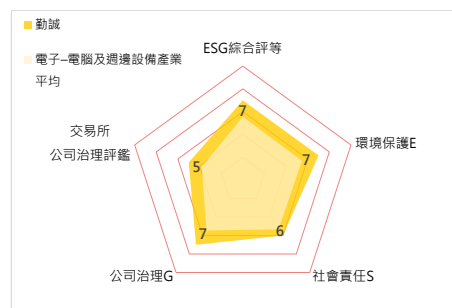 勤誠
電子–電腦及週邊設備產業
平均
ESG綜合評等
7
環境保護E
7
交易所
公司治理評鑑
5
7
6
公司治理G
社會責任S